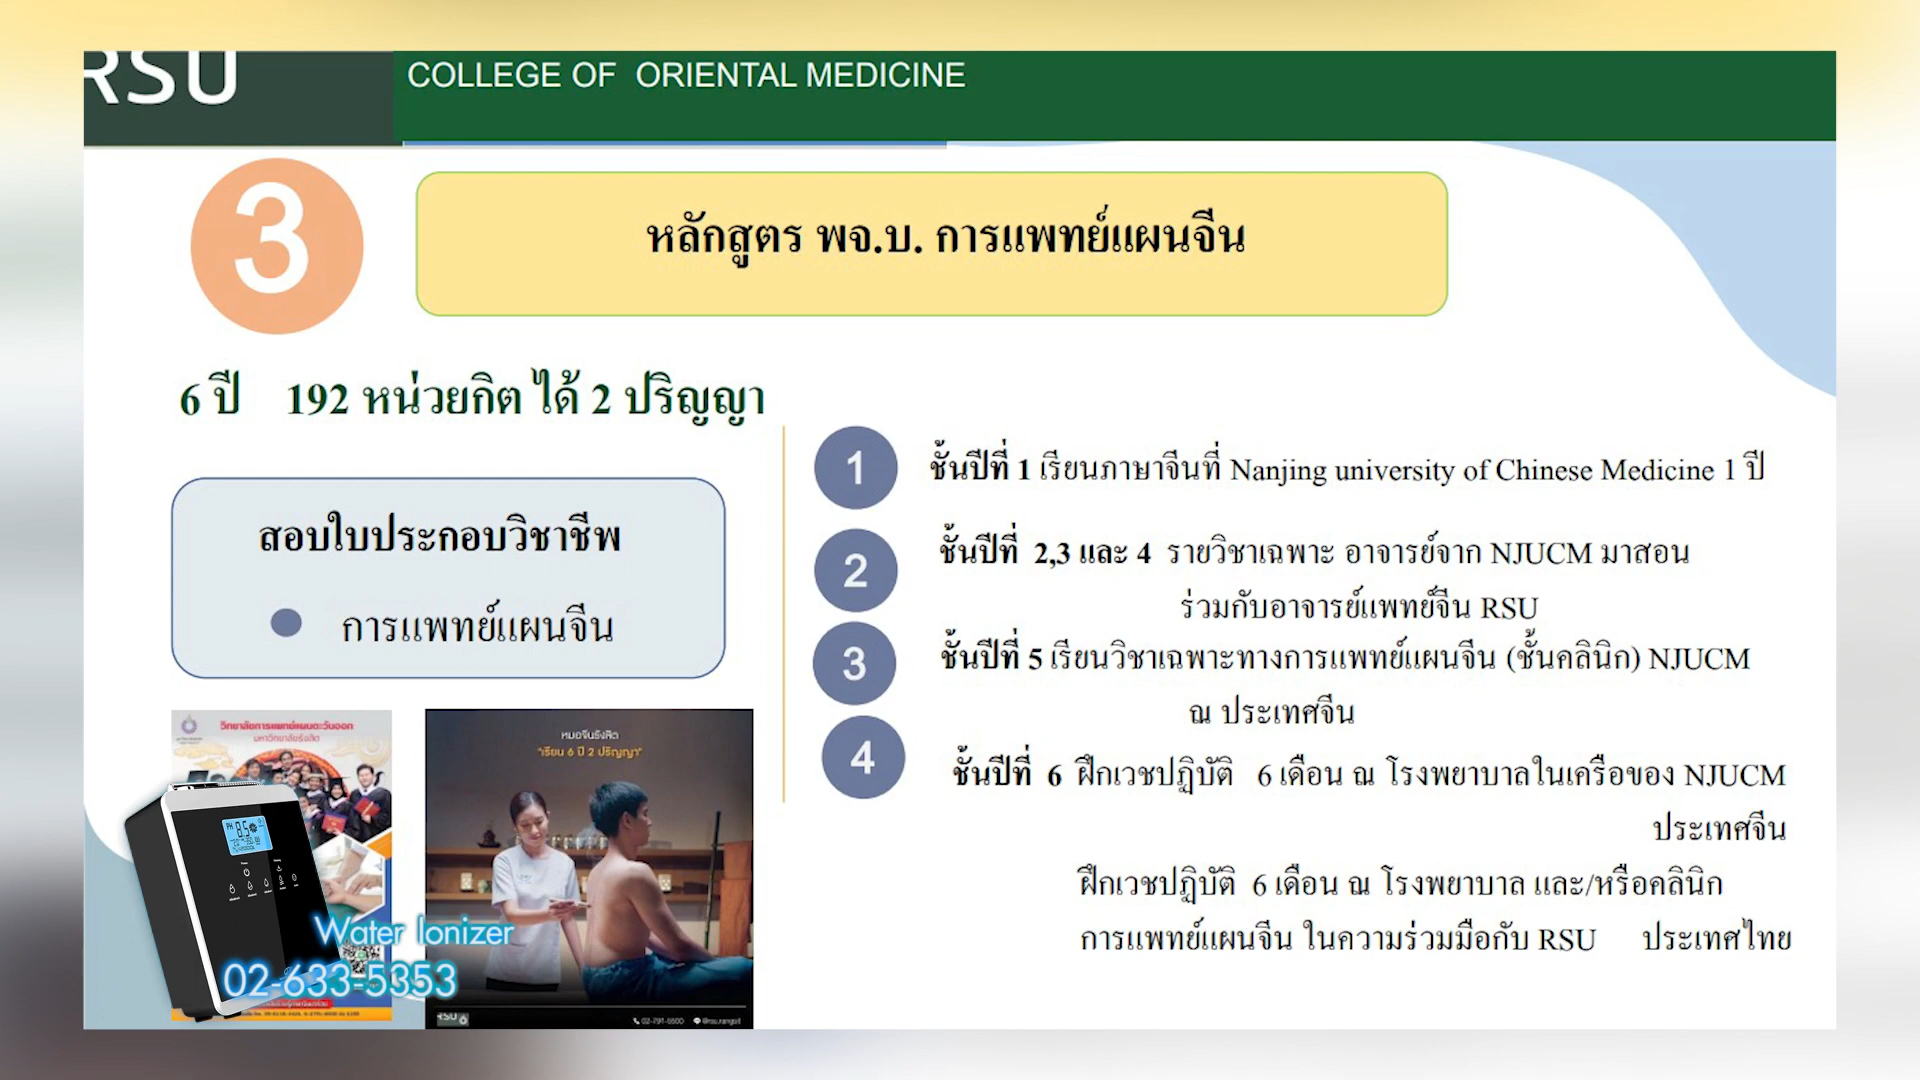 RSU
COLLEGE OF ORIENTAL MEDICINE
3
หลักสูตร พจ.บ. การแพทย์แผนจีน
6 ปี 192 หน่วยกิต ได้ 2 ปริญญา
สอบใบประกอบวิชาชีพ
การแพทย์แผนจีน
1
ชั้นปีที่ 1 เรียนภาษาจีนที่ Nanjing university of Chinese Medicine 1 ปี
2
ชั้นปีที่ 2,3 และ 4 รายวิชาเฉพาะ อาจารย์จาก NJUCM มาสอน
ร่วมกับอาจารย์แพทย์จีน RSU
3
ชั้นปีที่ 5 เรียนวิชาเฉพาะทางการแพทย์แผนจีน (ชั้นคลินิก) NJUCM
ณ ประเทศจีน
4
ชั้นปีที่ 6 ฝึกเวชปฏิบัติ 6 เดือน ณ โรงพยาบาลในเครือของ NJUCM
ประเทศจีน
ฝึกเวชปฏิบัติ 6 เดือน ณ โรงพยาบาล และ/หรือคลินิก
การแพทย์แผนจีน ในความร่วมมือกับ RSU ประเทศไทย
วิทยาลัยการแพทย์แผนตะวันออก
มหาวิทยาลัยรังสิต
หมอจีนรังสิต
"เรียน 6 ปี 2 ปริญญา"
PH 8.5
Water Ionizer
02-633-5353
RSU
02-791-5500 @rsu.rangsit